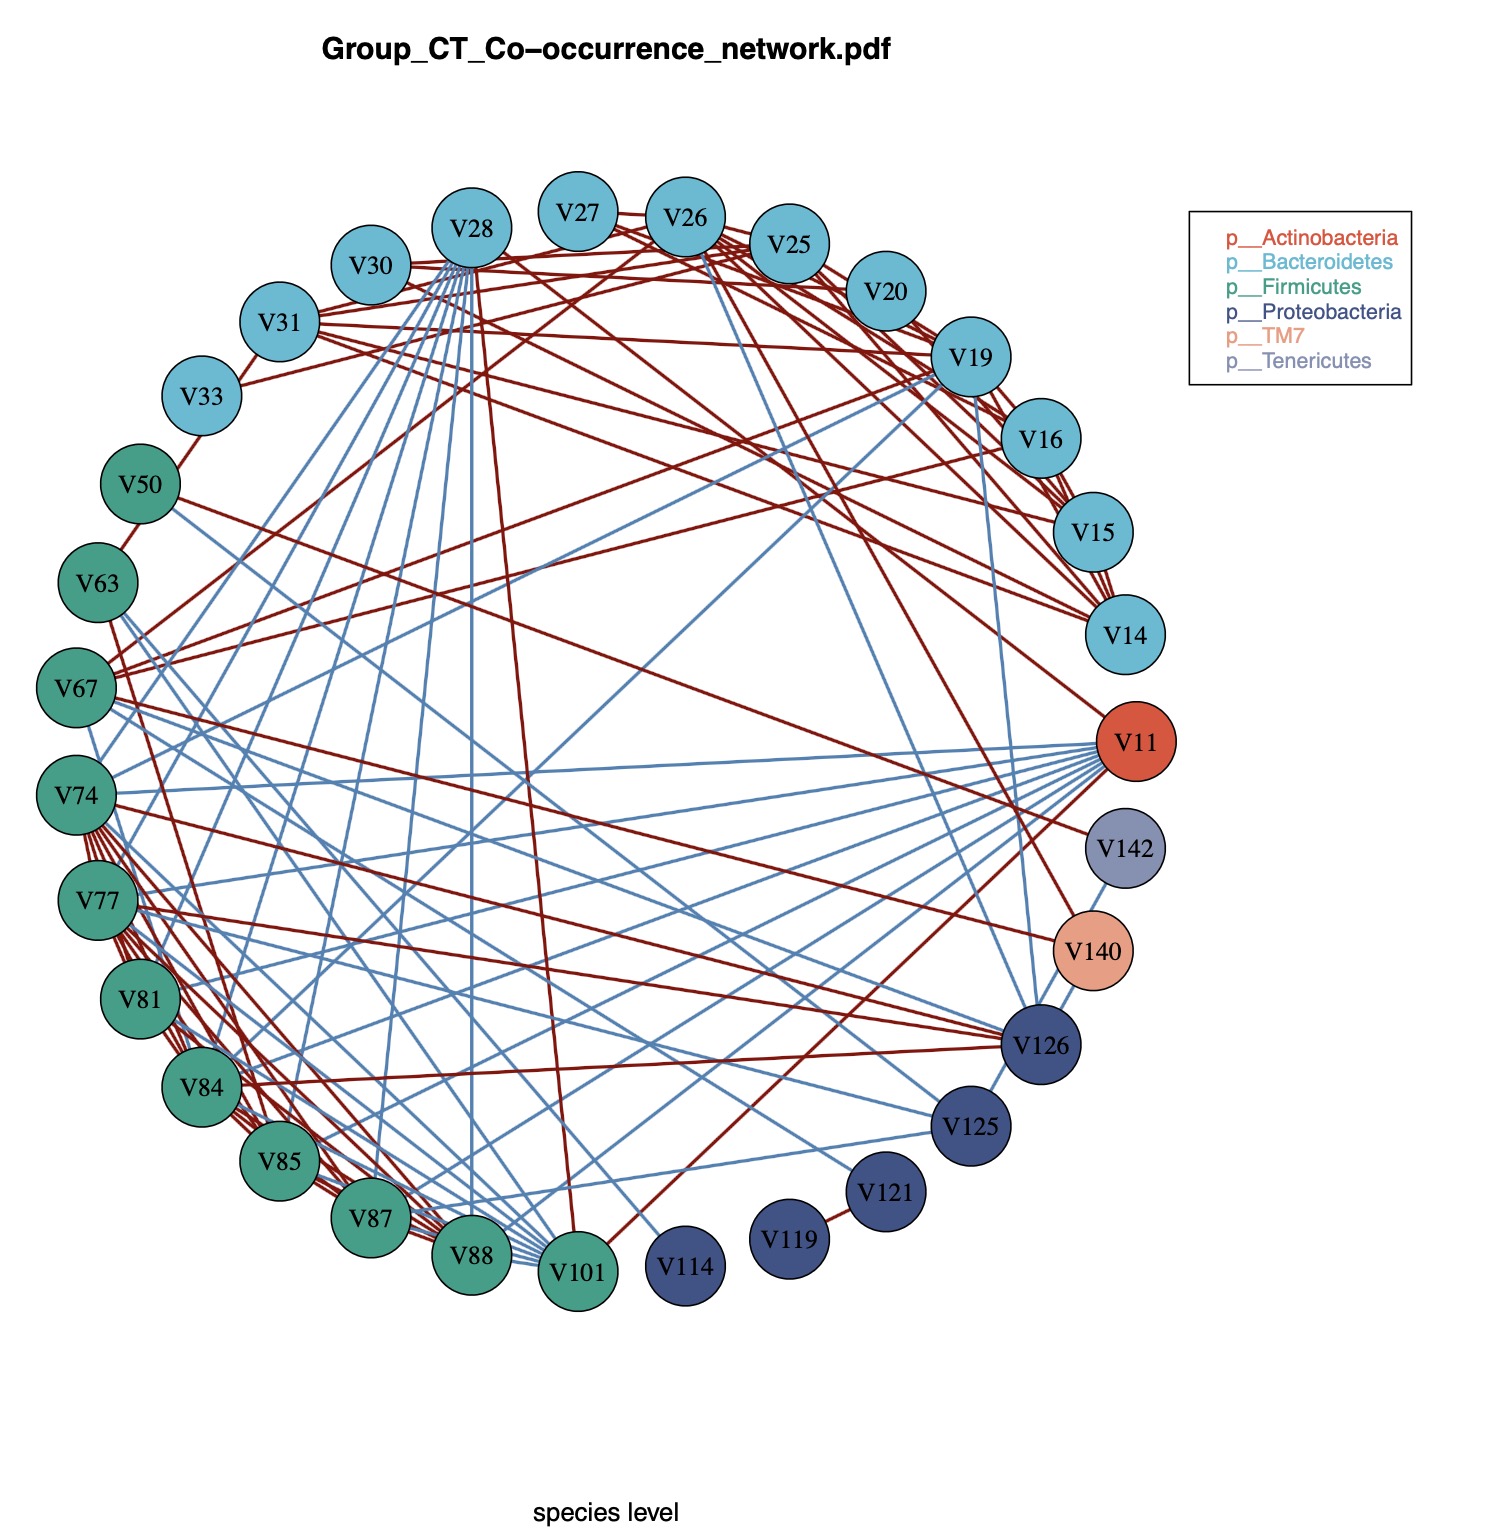 Group_CT_Co–occurrence_network.pdf
p__Actinobacteria
p__Bacteroidetes
p__Firmicutes
p__Proteobacteria
p__TM7
p__Tenericutes
V27
V26
V28
V25
V30
V20
V31
V19
V33
V16
V50
V15
V63
V14
V67
V11
V74
V142
V77
V140
V81
V126
V84
V125
V85
V121
V87
V119
V88
V114
V101
species level